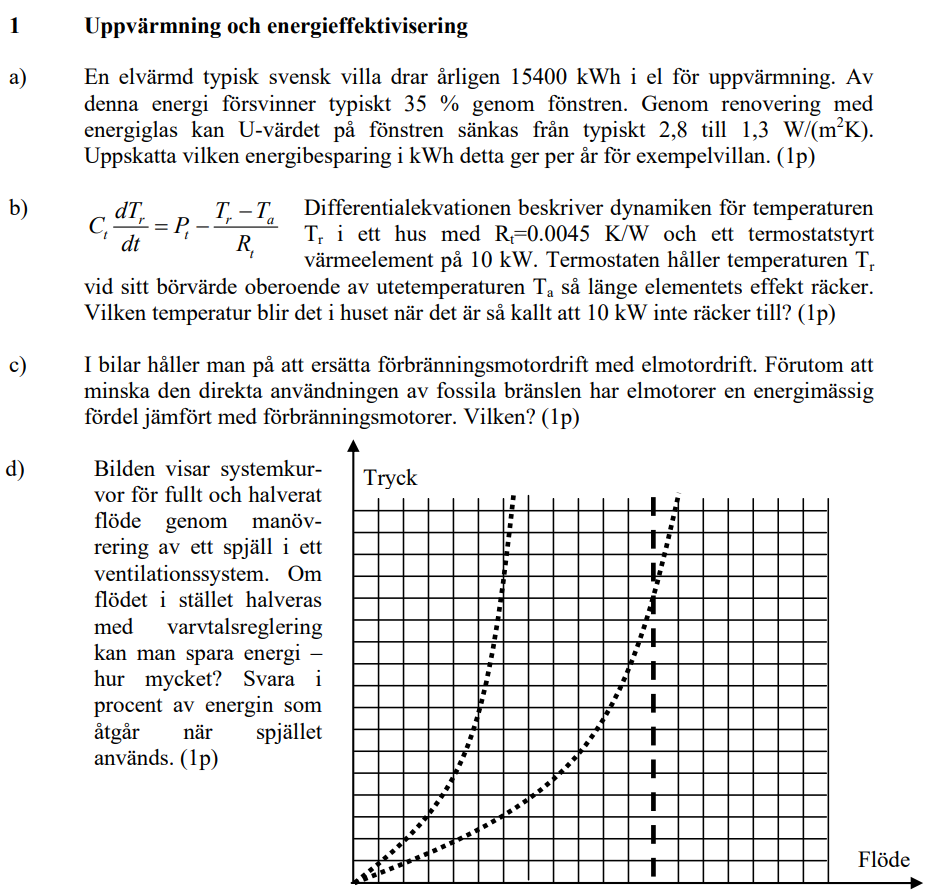 1 Uppvärmning och energieffektivisering
a) En elvärmd typisk svensk villa drar årligen 15400 kWh i el för uppvärmning. Av
denna energi försvinner typiskt 35 % genom fönstren. Genom renovering med
energiglas kan U-värdet på fönstren sänkas från typiskt 2,8 till 1,3 W/(m²K).
Uppskatta vilken energibesparing i kWh detta ger per år för exempelvillan. (1p)
b) C_t dT_r/dt = P_t − (T_r − T_a)/R_t Differentialekvationen beskriver dynamiken för temperaturen
T_r i ett hus med R_t=0.0045 K/W och ett termostatstyrt
värmeelement på 10 kW. Termostaten håller temperaturen T_r
vid sitt börvärde oberoende av utetemperaturen T_a så länge elementets effekt räcker.
Vilken temperatur blir det i huset när det är så kallt att 10 kW inte räcker till? (1p)
c) I bilar håller man på att ersätta förbränningsmotordrift med elmotordrift. Förutom att
minska den direkta användningen av fossila bränslen har elmotorer en energimässig
fördel jämfört med förbränningsmotorer. Vilken? (1p)
d) Bilden visar systemkur-
vor för fullt och halverat
flöde genom manöv-
rering av ett spjäll i ett
ventilationssystem. Om
flödet i stället halveras
med varvtalsreglering
kan man spara energi –
hur mycket? Svara i
procent av energin som
åtgår när spjället
används. (1p)
Tryck
Flöde